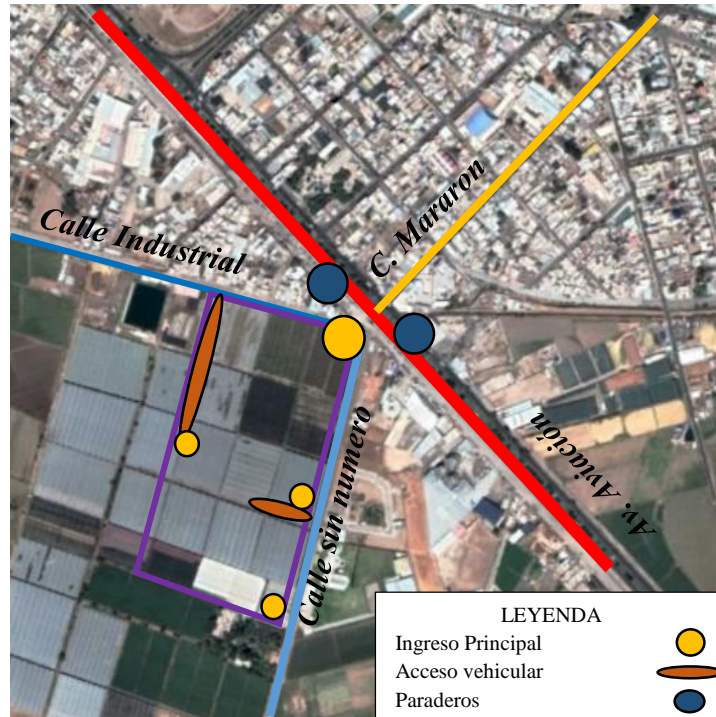 Calle Industrial
C. Mararon
Av. Aviación
Calle sin numero
LEYENDA
Ingreso Principal
Acceso vehicular
Paraderos